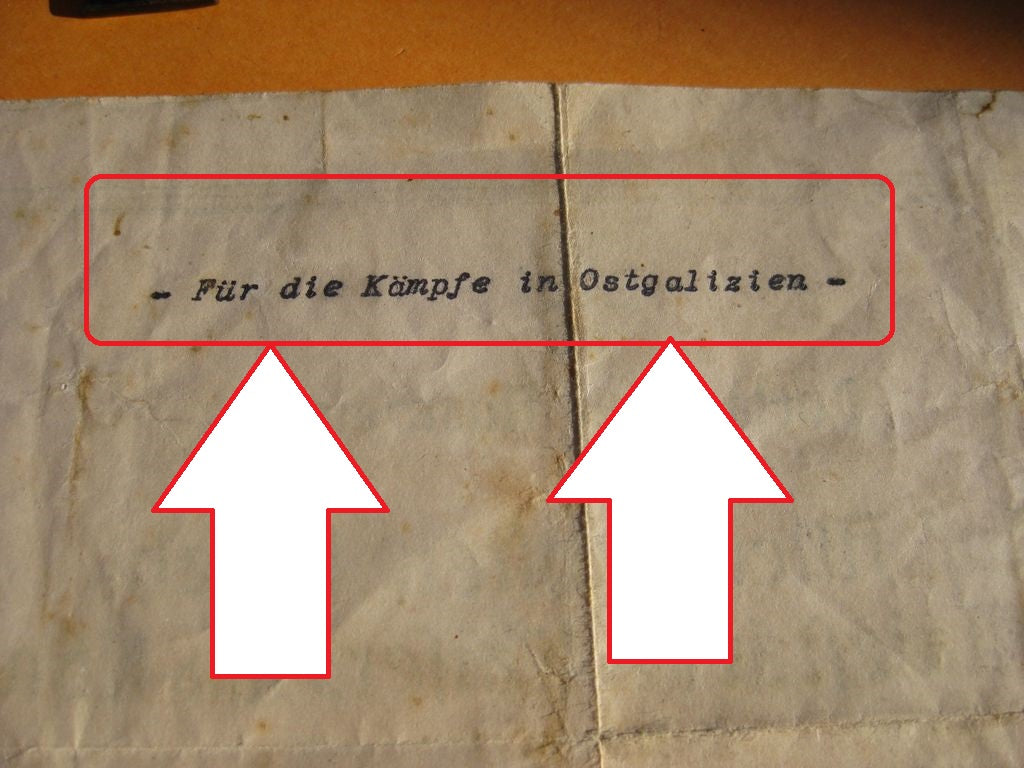 - Für die Kämpfe in Ostgalizien -